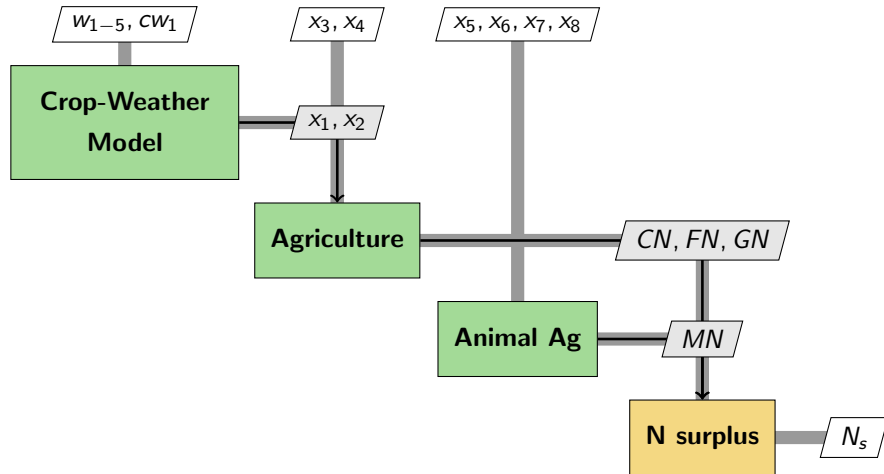 w₁₋₅, cw₁
x₃, x₄
x₅, x₆, x₇, x₈
Crop-Weather
Model
x₁, x₂
Agriculture
CN, FN, GN
Animal Ag
MN
N surplus
Nₛ